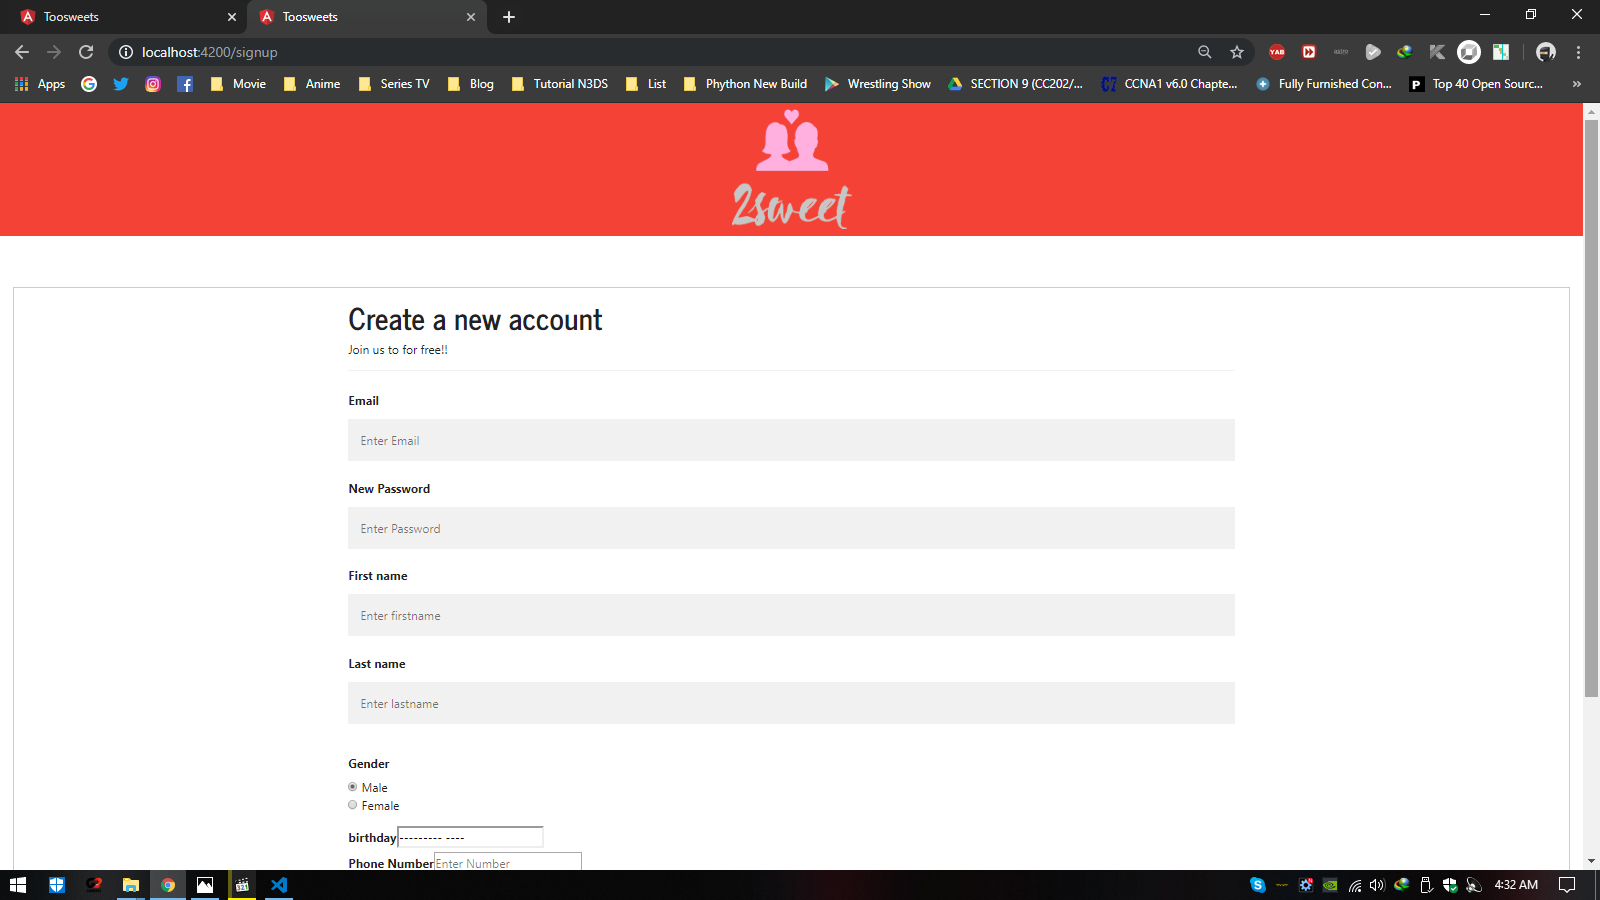 Toosweets
Toosweets
localhost:4200/signup
YAB
Apps
Movie
Anime
Series TV
Blog
Tutorial N3DS
List
Phython New Build
Wrestling Show
SECTION 9 (CC202/...
CCNA1 v6.0 Chapte...
Fully Furnished Con...
Top 40 Open Sourc...
2sweet
Create a new account
Join us to for free!!
Email
Enter Email
New Password
Enter Password
First name
Enter firstname
Last name
Enter lastname
Gender
Male
Female
birthday --------- ----
Phone Number Enter Number
4:32 AM